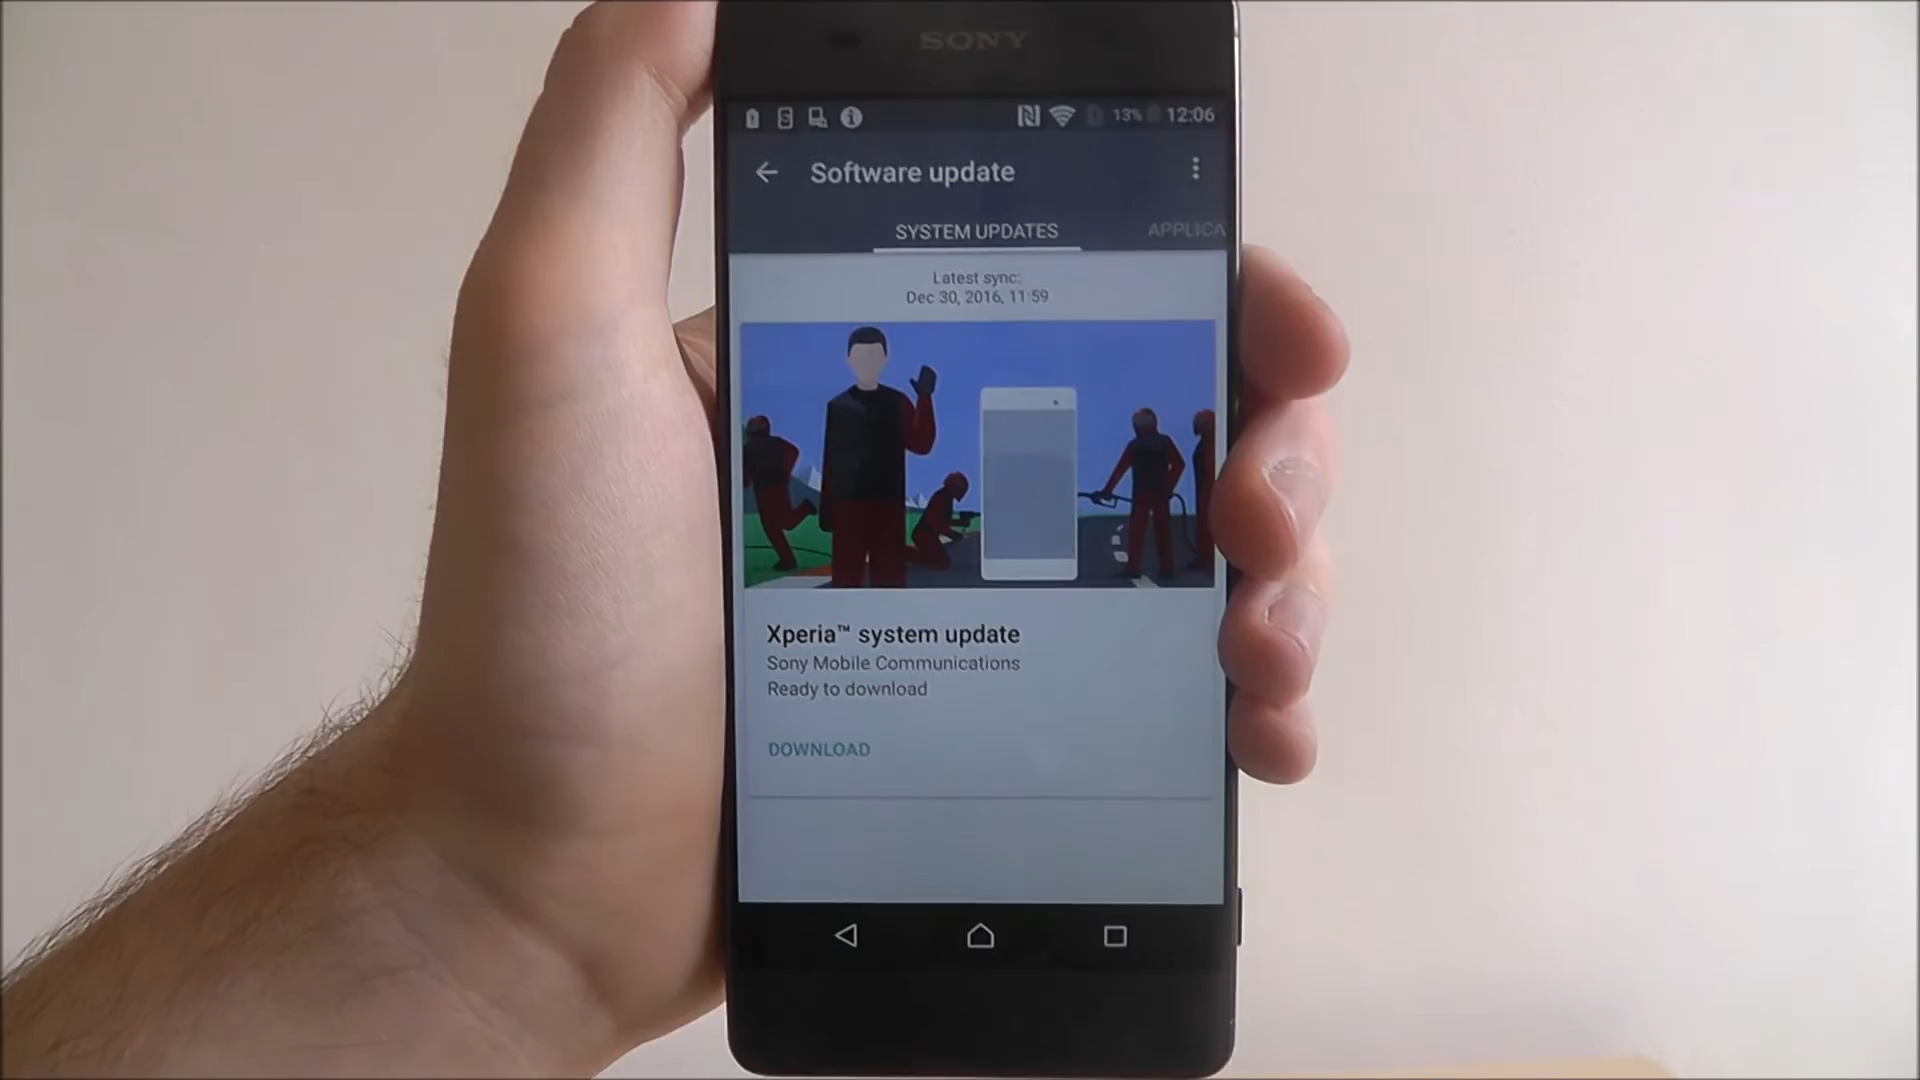 SONY
13% 12:06
Software update
SYSTEM UPDATES APPLICA
Latest sync:
Dec 30, 2016, 11:59
Xperia™ system update
Sony Mobile Communications
Ready to download
DOWNLOAD